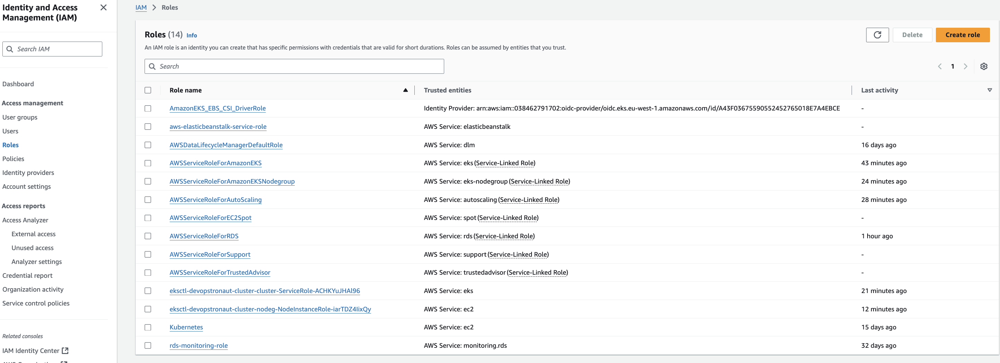 Identity and Access
Management (IAM)
Search IAM
Dashboard
Access management
User groups
Users
Roles
Policies
Identity providers
Account settings
Access reports
Access Analyzer
External access
Unused access
Analyzer settings
Credential report
Organization activity
Service control policies
Related consoles
IAM Identity Center
IAM > Roles
Roles (14) Info
Delete
Create role
An IAM role is an identity you can create that has specific permissions with credentials that are valid for short durations. Roles can be assumed by entities that you trust.
Search
1
Role name Trusted entities Last activity
AmazonEKS_EBS_CSI_DriverRole Identity Provider: arn:aws:iam::038462791702:oidc-provider/oidc.eks.eu-west-1.amazonaws.com/id/A43F03675590552452765018E7A4EBCE -
aws-elasticbeanstalk-service-role AWS Service: elasticbeanstalk -
AWSDataLifecycleManagerDefaultRole AWS Service: dlm 16 days ago
AWSServiceRoleForAmazonEKS AWS Service: eks (Service-Linked Role) 43 minutes ago
AWSServiceRoleForAmazonEKSNodegroup AWS Service: eks-nodegroup (Service-Linked Role) 24 minutes ago
AWSServiceRoleForAutoScaling AWS Service: autoscaling (Service-Linked Role) 28 minutes ago
AWSServiceRoleForEC2Spot AWS Service: spot (Service-Linked Role) -
AWSServiceRoleForRDS AWS Service: rds (Service-Linked Role) 1 hour ago
AWSServiceRoleForSupport AWS Service: support (Service-Linked Role) -
AWSServiceRoleForTrustedAdvisor AWS Service: trustedadvisor (Service-Linked Role) -
eksctl-devopstronaut-cluster-cluster-ServiceRole-ACHKYuJHAl96 AWS Service: eks 21 minutes ago
eksctl-devopstronaut-cluster-nodeg-NodeInstanceRole-iarTDZ4IixQy AWS Service: ec2 12 minutes ago
Kubernetes AWS Service: ec2 15 days ago
rds-monitoring-role AWS Service: monitoring.rds 32 days ago